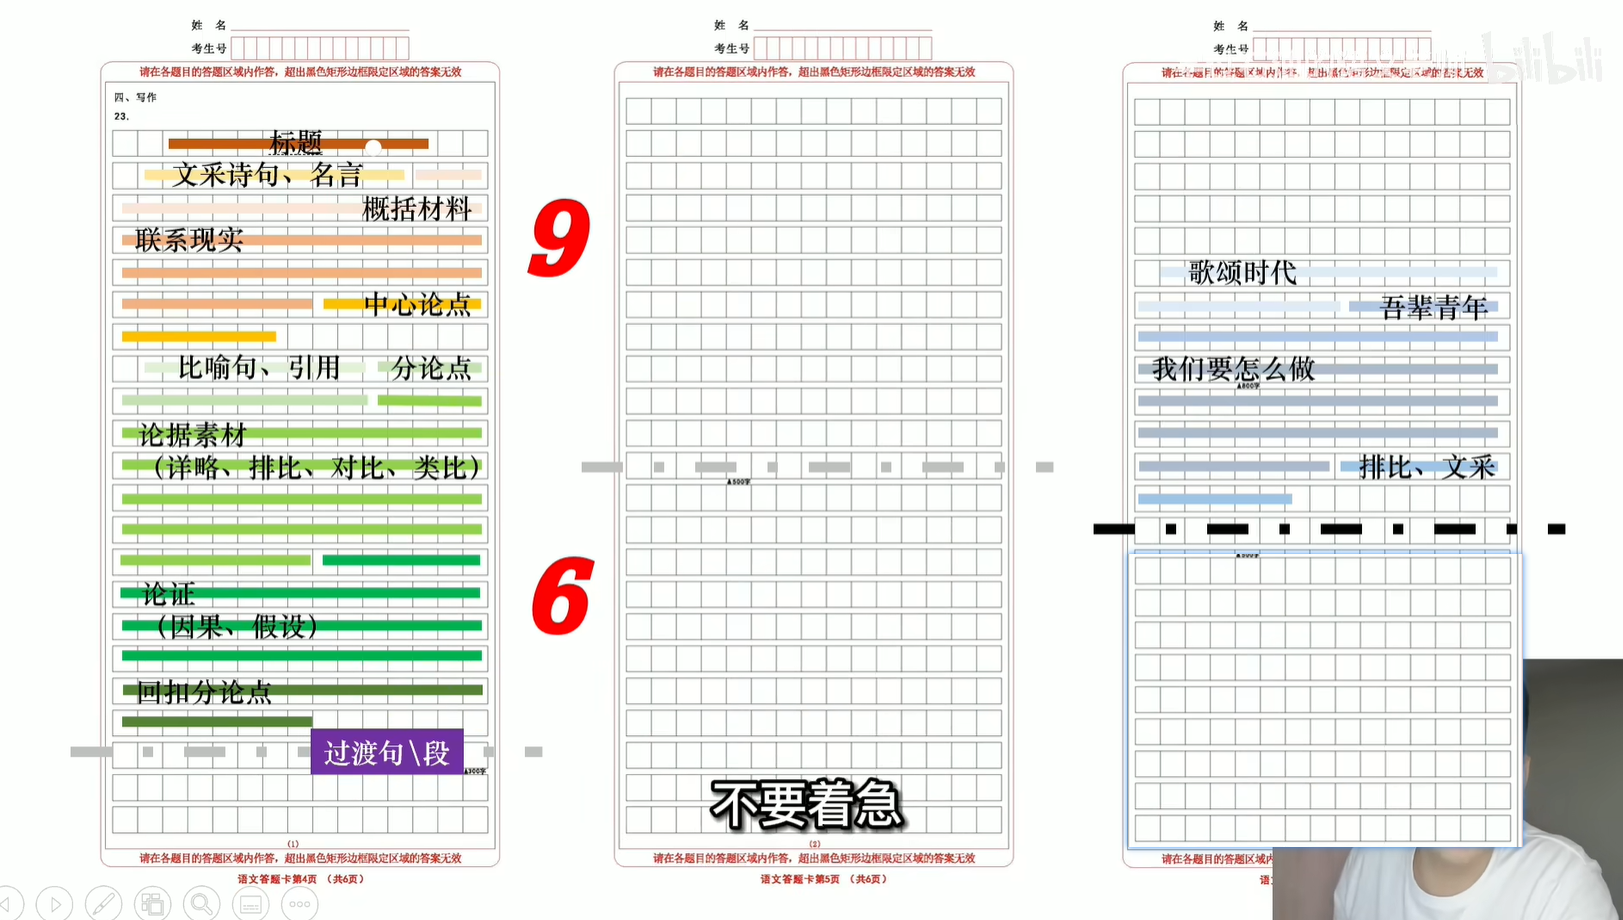 姓 名
考生号
请在各题目的答题区域内作答，超出黑色矩形边框限定区域的答案无效
四、写作
23.
标题
文采诗句、名言
概括材料
联系现实
中心论点
比喻句、引用
分论点
论据素材
（详略、排比、对比、类比）
论证
（因果、假设）
回扣分论点
过渡句\段
▲300字
(1)
请在各题目的答题区域内作答，超出黑色矩形边框限定区域的答案无效
语文答题卡第4页 （共6页）
9
6
姓 名
考生号
请在各题目的答题区域内作答，超出黑色矩形边框限定区域的答案无效
▲500字
不要着急
(2)
请在各题目的答题区域内作答，超出黑色矩形边框限定区域的答案无效
语文答题卡第5页 （共6页）
姓 名
考生号
bilibili
请在各题目的答题区域内作答，超出黑色矩形边框限定区域的答案无效
歌颂时代
吾辈青年
我们要怎么做
▲800字
排比、文采
请在各题目的答题区域内